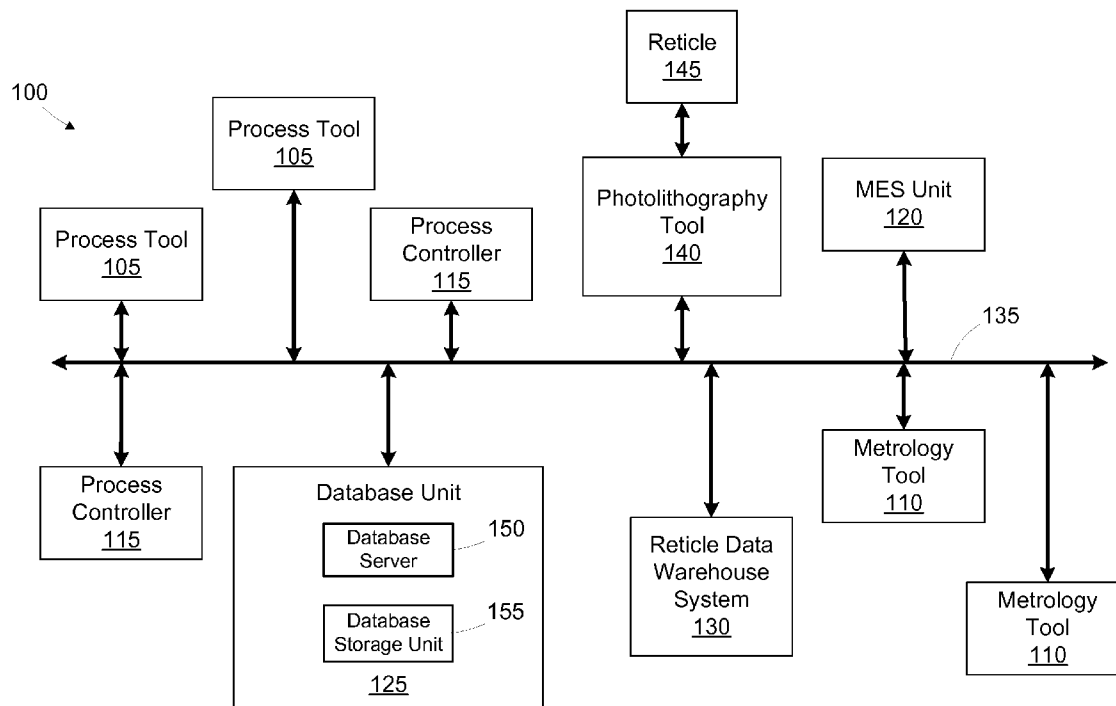 Reticle
145
100
Process Tool
105
Photolithography
Tool
140
MES Unit
120
Process Tool
105
Process
Controller
115
135
Process
Controller
115
Database Unit
Database
Server
150
Database
Storage Unit
155
125
Reticle Data
Warehouse
System
130
Metrology
Tool
110
Metrology
Tool
110